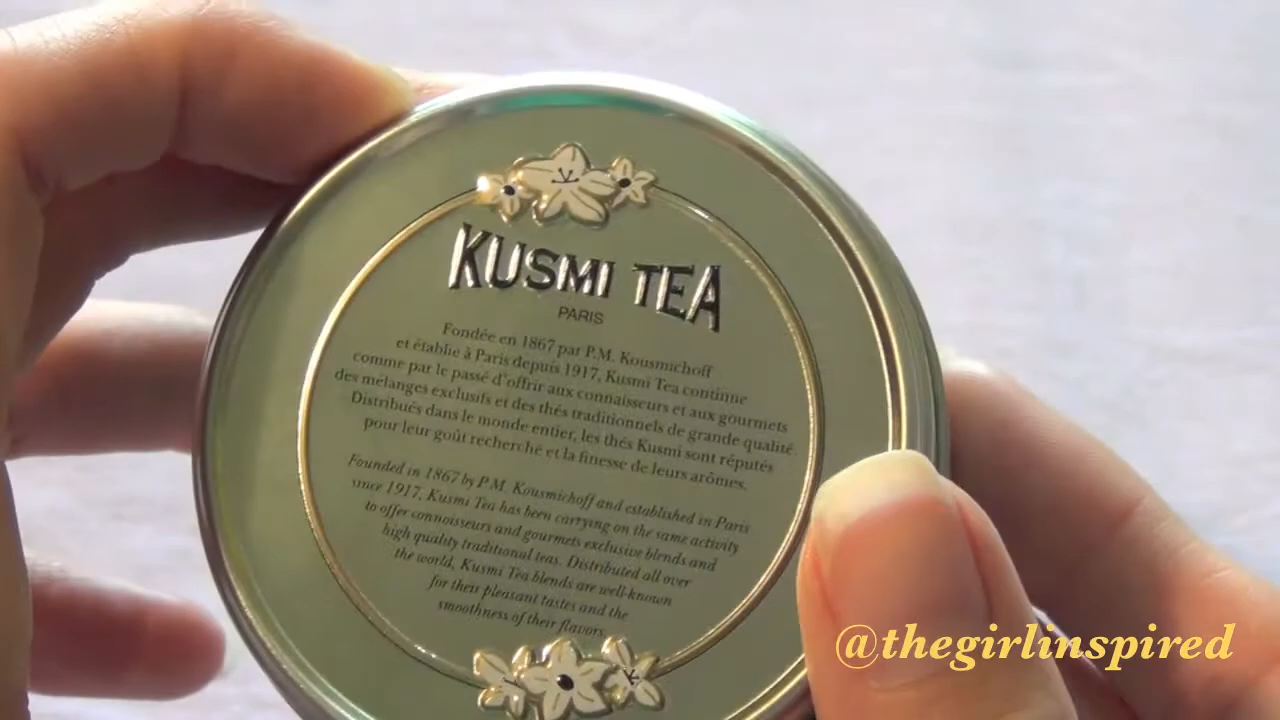 KUSMI TEA
PARIS
Fondée en 1867 par P.M. Kousmichoff
et établie à Paris depuis 1917, Kusmi Tea continue
comme par le passé d'offrir aux connaisseurs et aux gourmets
des mélanges exclusifs et des thés traditionnels de grande qualité.
Distribués dans le monde entier, les thés Kusmi sont réputés
pour leur goût recherché et la finesse de leurs arômes.
Founded in 1867 by P.M. Kousmichoff and established in Paris
since 1917, Kusmi Tea has been carrying on the same activity
to offer connoisseurs and gourmets exclusive blends and
high quality traditional teas. Distributed all over
the world, Kusmi Tea blends are well-known
for their pleasant tastes and the
smoothness of their flavors.
@thegirlinspired